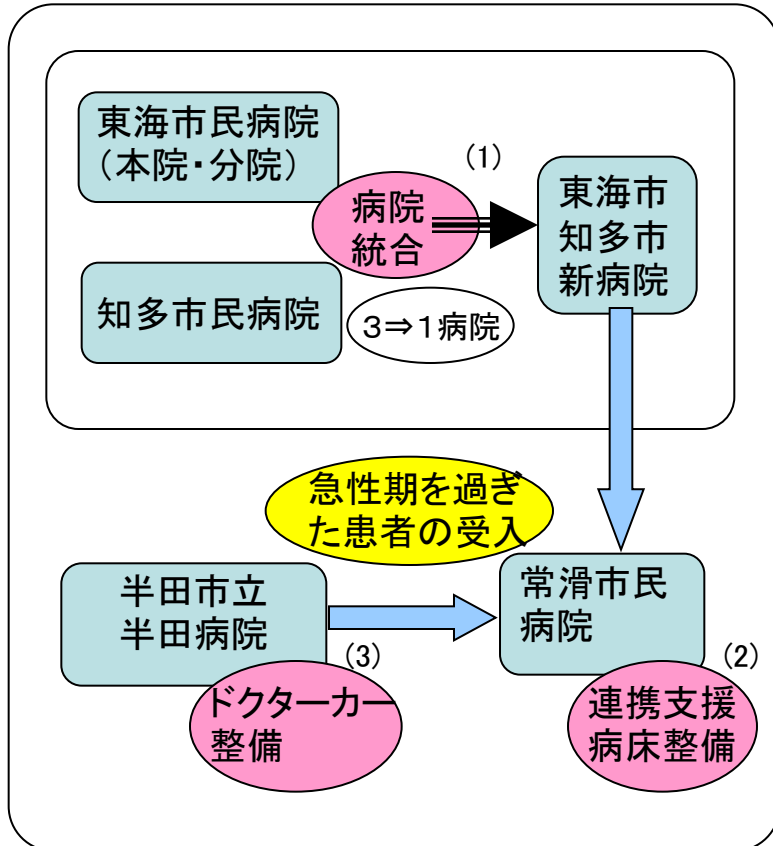 東海市民病院
（本院・分院）
(1)
病院
統合
東海市
知多市
新病院
知多市民病院
３⇒１病院
急性期を過ぎ
た患者の受入
半田市立
半田病院
常滑市民
病院
(3)
(2)
ドクターカー
整備
連携支援
病床整備